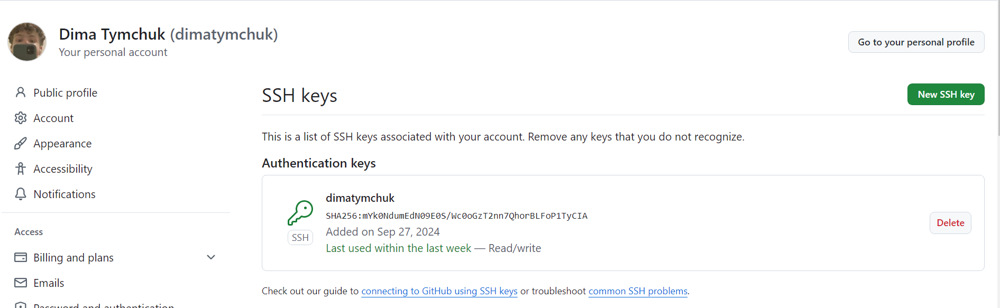 Dima Tymchuk (dimatymchuk)
Your personal account
Go to your personal profile
Public profile
Account
Appearance
Accessibility
Notifications
Access
Billing and plans
Emails
Password and authentication
SSH keys
New SSH key
This is a list of SSH keys associated with your account. Remove any keys that you do not recognize.
Authentication keys
dimatymchuk
SHA256:mYk0NdumEdN09E0S/Wc0oGzT2nn7QhorBLFoP1TyCIA
Added on Sep 27, 2024
Last used within the last week — Read/write
SSH
Delete
Check out our guide to connecting to GitHub using SSH keys or troubleshoot common SSH problems.